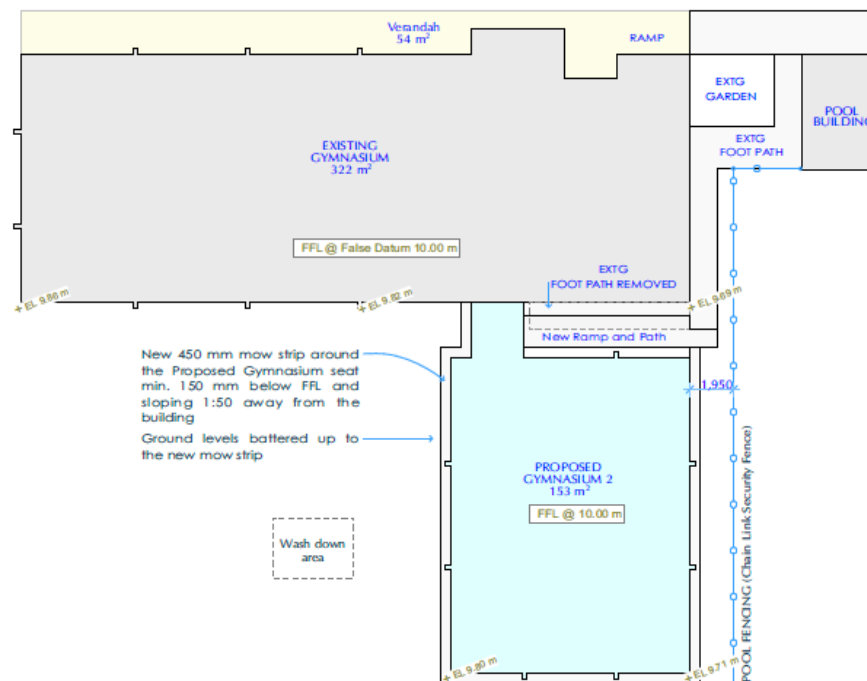 Verandah
54 m²
RAMP
EXTG
GARDEN
POOL
BUILDING
EXTG
FOOT PATH
EXISTING
GYMNASIUM
322 m²
FFL @ False Datum 10.00 m
EXTG
FOOT PATH REMOVED
EL 9.86 m
EL 9.82 m
EL 9.69 m
New Ramp and Path
New 450 mm mow strip around
the Proposed Gymnasium seat
min. 150 mm below FFL and
sloping 1:50 away from the
building
Ground levels battered up to
the new mow strip
1,950
PROPOSED
GYMNASIUM 2
153 m²
FFL @ 10.00 m
Wash down
area
POOL FENCING (Chain Link Security Fence)
EL 9.80 m
EL 9.71 m